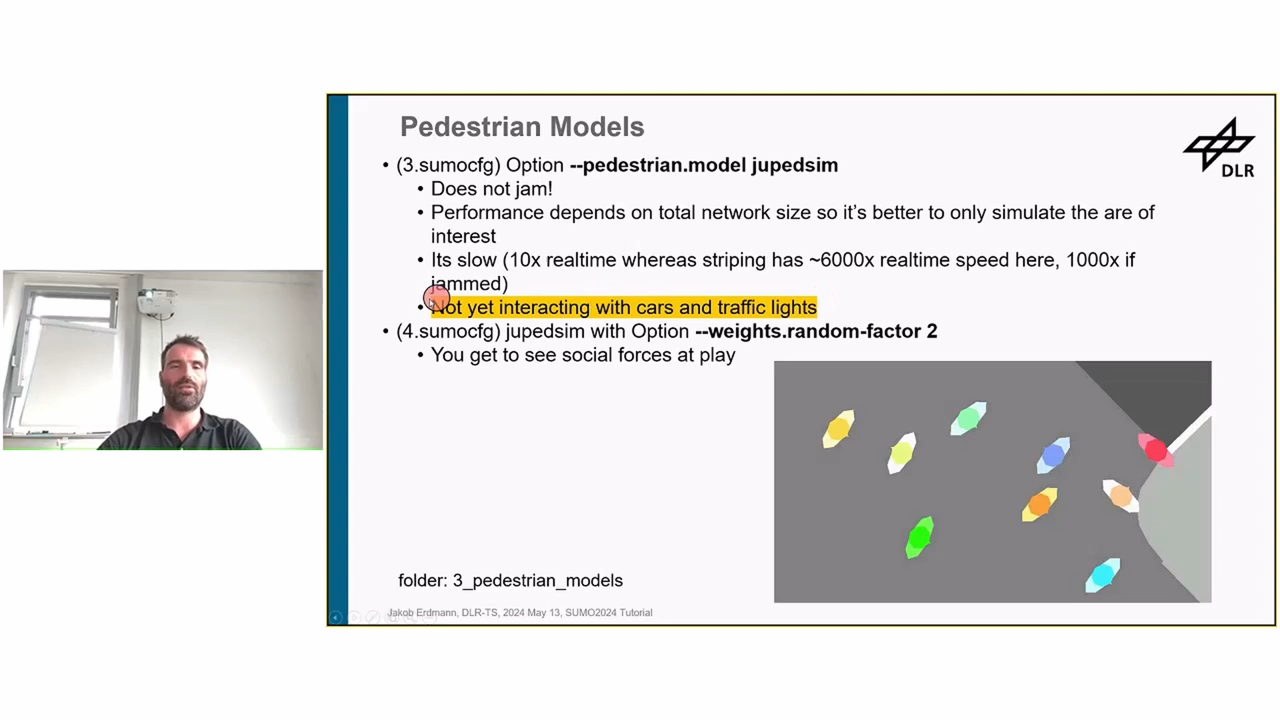 Pedestrian Models
• (3.sumocfg) Option --pedestrian.model jupedsim
• Does not jam!
• Performance depends on total network size so it's better to only simulate the are of
interest
• Its slow (10x realtime whereas striping has ~6000x realtime speed here, 1000x if
jammed)
• Not yet interacting with cars and traffic lights
• (4.sumocfg) jupedsim with Option --weights.random-factor 2
• You get to see social forces at play
DLR
folder: 3_pedestrian_models
Jakob Erdmann, DLR-TS, 2024 May 13, SUMO2024 Tutorial